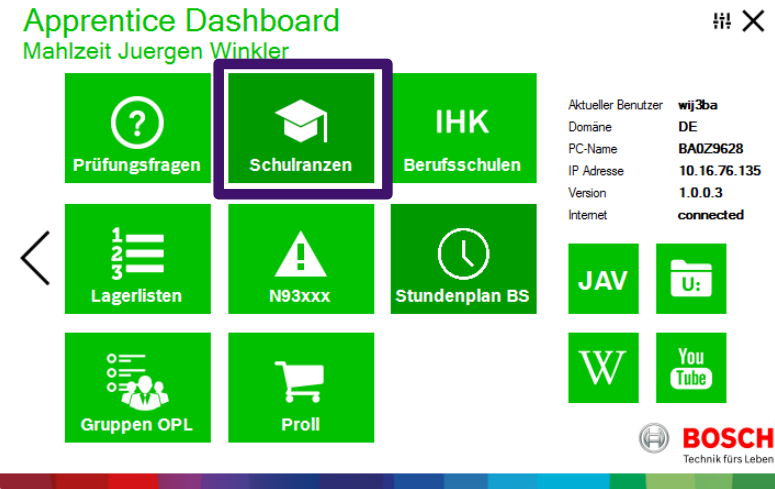 Apprentice Dashboard
Mahlzeit Juergen Winkler
?
Prüfungsfragen
Schulranzen
IHK
Berufsschulen
Aktueller Benutzer wij3ba
Domäne DE
PC-Name BA0Z9628
IP Adresse 10.16.76.135
Version 1.0.0.3
Internet connected
1
2
3
Lagerlisten
N93xxx
Stundenplan BS
JAV
U:
Gruppen OPL
Proll
W
You
Tube
BOSCH
Technik fürs Leben